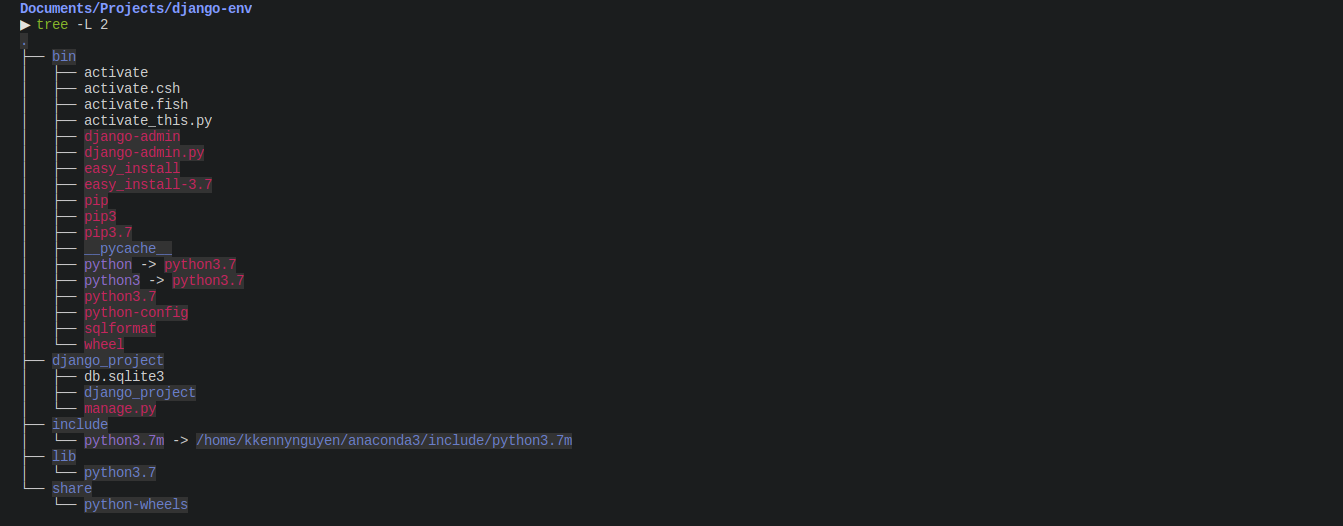 Documents/Projects/django-env
▶ tree -L 2
.
├── bin
│   ├── activate
│   ├── activate.csh
│   ├── activate.fish
│   ├── activate_this.py
│   ├── django-admin
│   ├── django-admin.py
│   ├── easy_install
│   ├── easy_install-3.7
│   ├── pip
│   ├── pip3
│   ├── pip3.7
│   ├── __pycache__
│   ├── python -> python3.7
│   ├── python3 -> python3.7
│   ├── python3.7
│   ├── python-config
│   ├── sqlformat
│   └── wheel
├── django_project
│   ├── db.sqlite3
│   ├── django_project
│   └── manage.py
├── include
│   └── python3.7m -> /home/kkennynguyen/anaconda3/include/python3.7m
├── lib
│   └── python3.7
└── share
    └── python-wheels